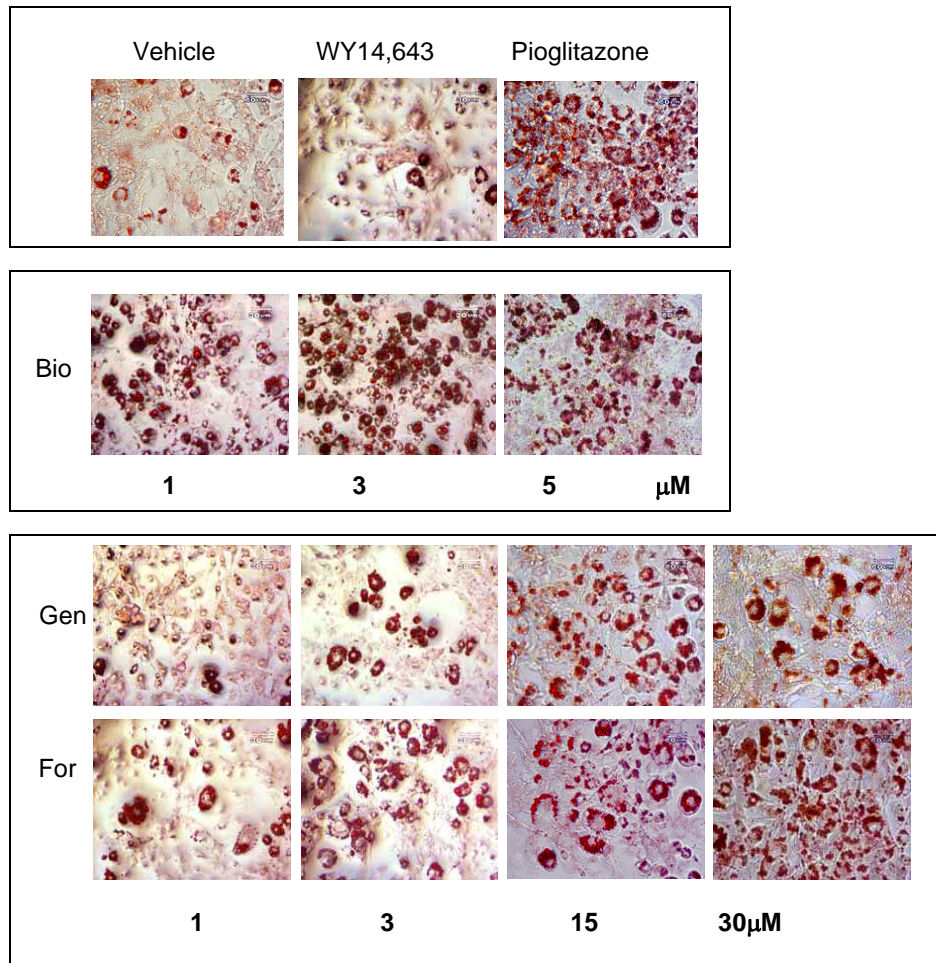 Vehicle WY14,643 Pioglitazone
Bio
1 3 5 μM
Gen
For
1 3 15 30μM